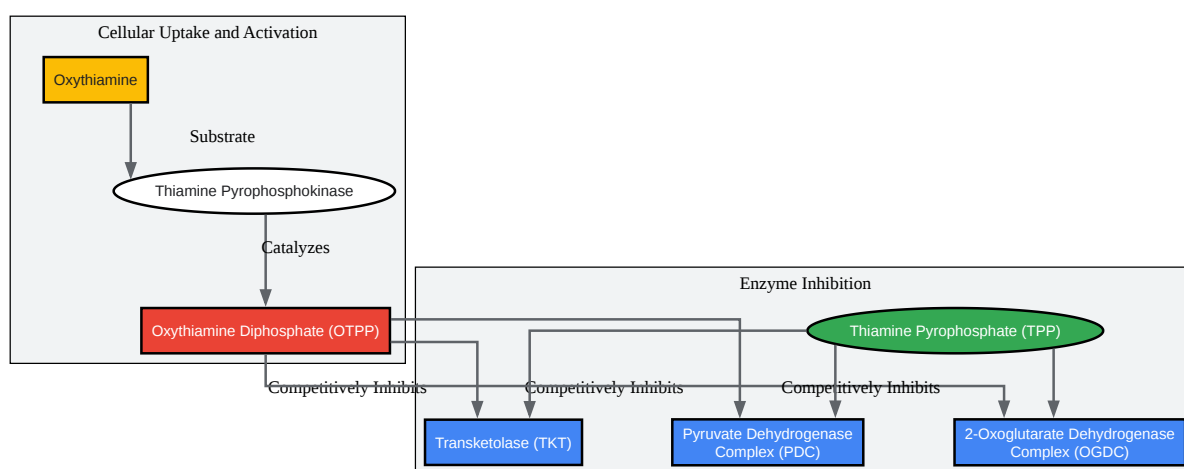 Cellular Uptake and Activation
Oxythiamine
Substrate
Thiamine Pyrophosphokinase
Catalyzes
Enzyme Inhibition
Oxythiamine Diphosphate (OTPP)
Thiamine Pyrophosphate (TPP)
Competitively Inhibits
Competitively Inhibits
Competitively Inhibits
Transketolase (TKT)
Pyruvate Dehydrogenase
Complex (PDC)
2-Oxoglutarate Dehydrogenase
Complex (OGDC)